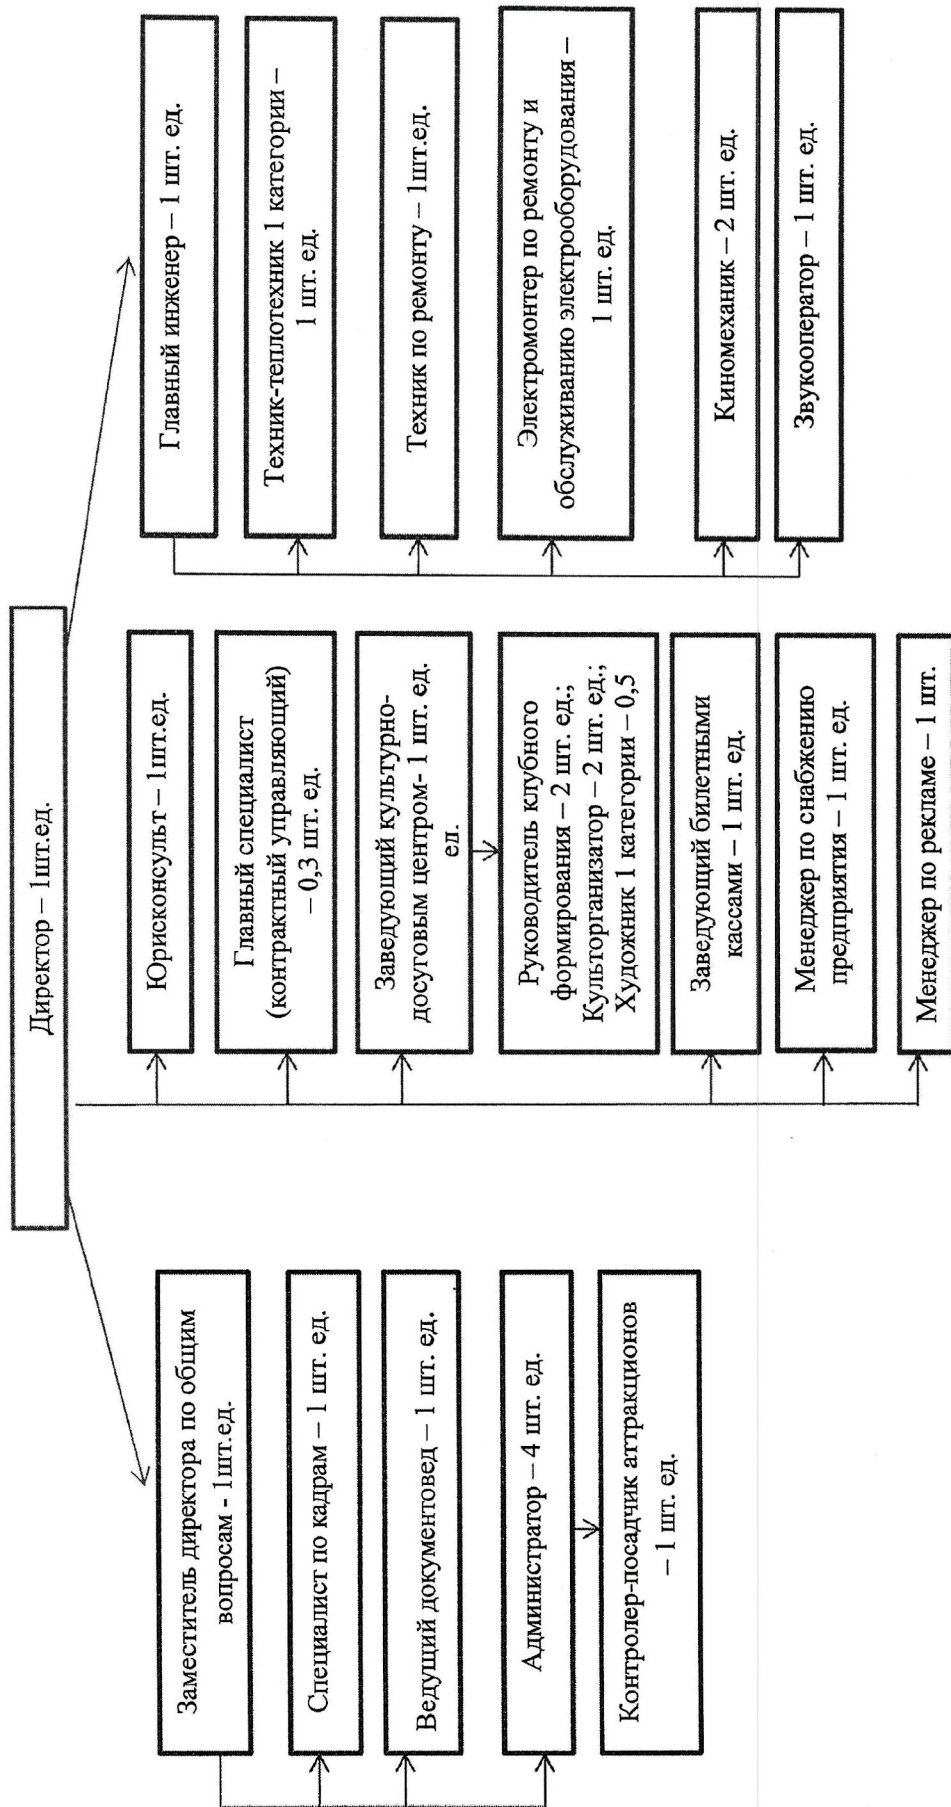 Директор – 1шт.ед.
Заместитель директора по общим
вопросам - 1шт.ед.
Специалист по кадрам – 1 шт. ед.
Ведущий документовед – 1 шт. ед.
Администратор – 4 шт. ед.
Контролер-посадчик аттракционов
– 1 шт. ед.
Юрисконсульт – 1шт.ед.
Главный специалист
(контрактный управляющий)
– 0,3 шт. ед.
Заведующий культурно-
досуговым центром- 1 шт. ед.
ед.
Руководитель клубного
формирования – 2 шт. ед.;
Культорганизатор – 2 шт. ед.;
Художник 1 категории – 0,5
Заведующий билетными
кассами – 1 шт. ед.
Менеджер по снабжению
предприятия – 1 шт. ед.
Менеджер по рекламе – 1 шт.
Главный инженер – 1 шт. ед.
Техник-теплотехник 1 категории –
1 шт. ед.
Техник по ремонту – 1шт.ед.
Электромонтер по ремонту и
обслуживанию электрооборудования –
1 шт. ед.
Киномеханик – 2 шт. ед.
Звукооператор – 1 шт. ед.